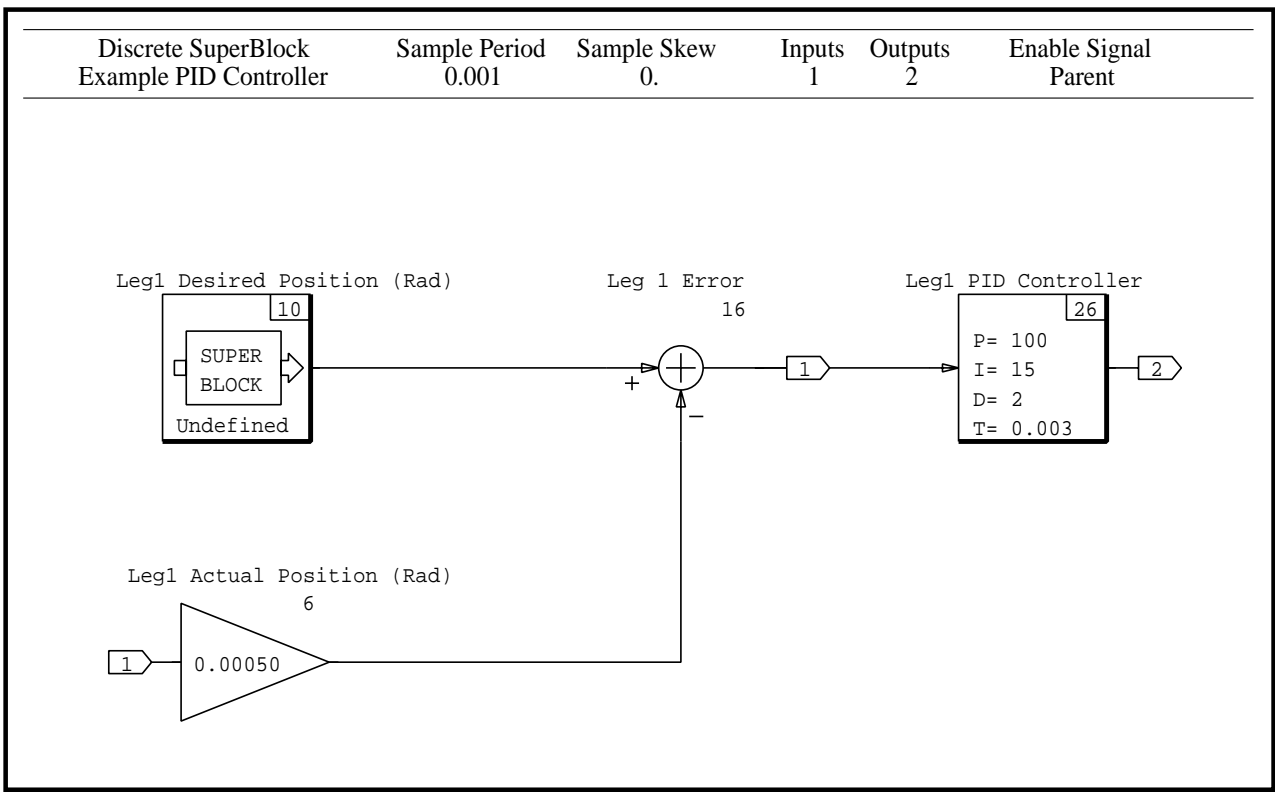 Discrete SuperBlock Sample Period Sample Skew Inputs Outputs Enable Signal
Example PID Controller 0.001 0. 1 2 Parent
Leg1 Desired Position (Rad)
10
SUPER
BLOCK
Undefined
Leg 1 Error
16
+
−
1
Leg1 PID Controller
26
P= 100
I= 15
D= 2
T= 0.003
2
Leg1 Actual Position (Rad)
6
1
0.00050